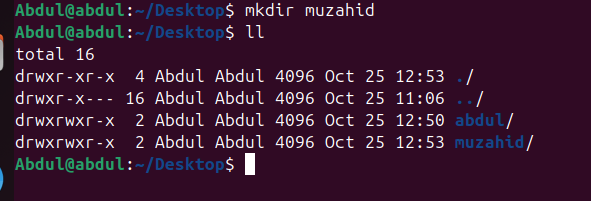 Abdul@abdul:~/Desktop$ mkdir muzahid
Abdul@abdul:~/Desktop$ ll
total 16
drwxr-xr-x  4 Abdul Abdul 4096 Oct 25 12:53 ./
drwxr-x--- 16 Abdul Abdul 4096 Oct 25 11:06 ../
drwxrwxr-x  2 Abdul Abdul 4096 Oct 25 12:50 abdul/
drwxrwxr-x  2 Abdul Abdul 4096 Oct 25 12:53 muzahid/
Abdul@abdul:~/Desktop$